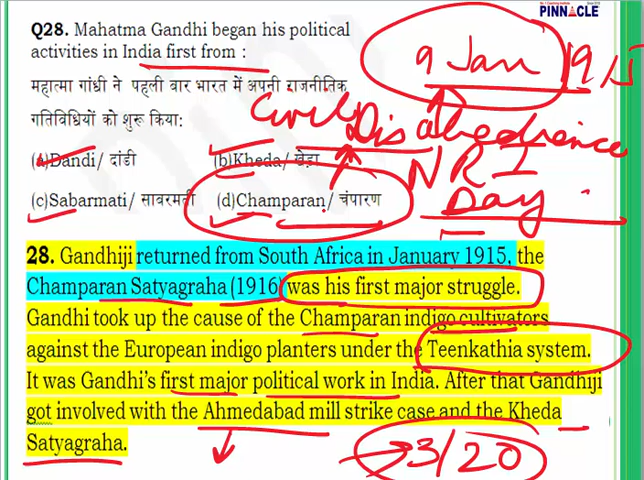 PINNACLE
Q28. Mahatma Gandhi began his political
activities in India first from :
महात्मा गांधी ने पहली बार भारत में अपनी राजनीतिक
गतिविधियों को शुरू किया:
(a)Dandi/ दांडी
(b)Kheda/ खेड़ा
(c)Sabarmati/ साबरमती
(d)Champaran/ चंपारण
9 Jan 1915
Civil Disobedience
NRI
Day
28. Gandhiji returned from South Africa in January 1915, the
Champaran Satyagraha (1916) was his first major struggle.
Gandhi took up the cause of the Champaran indigo cultivators
against the European indigo planters under the Teenkathia system.
It was Gandhi's first major political work in India. After that Gandhiji
got involved with the Ahmedabad mill strike case and the Kheda
Satyagraha.
3/20